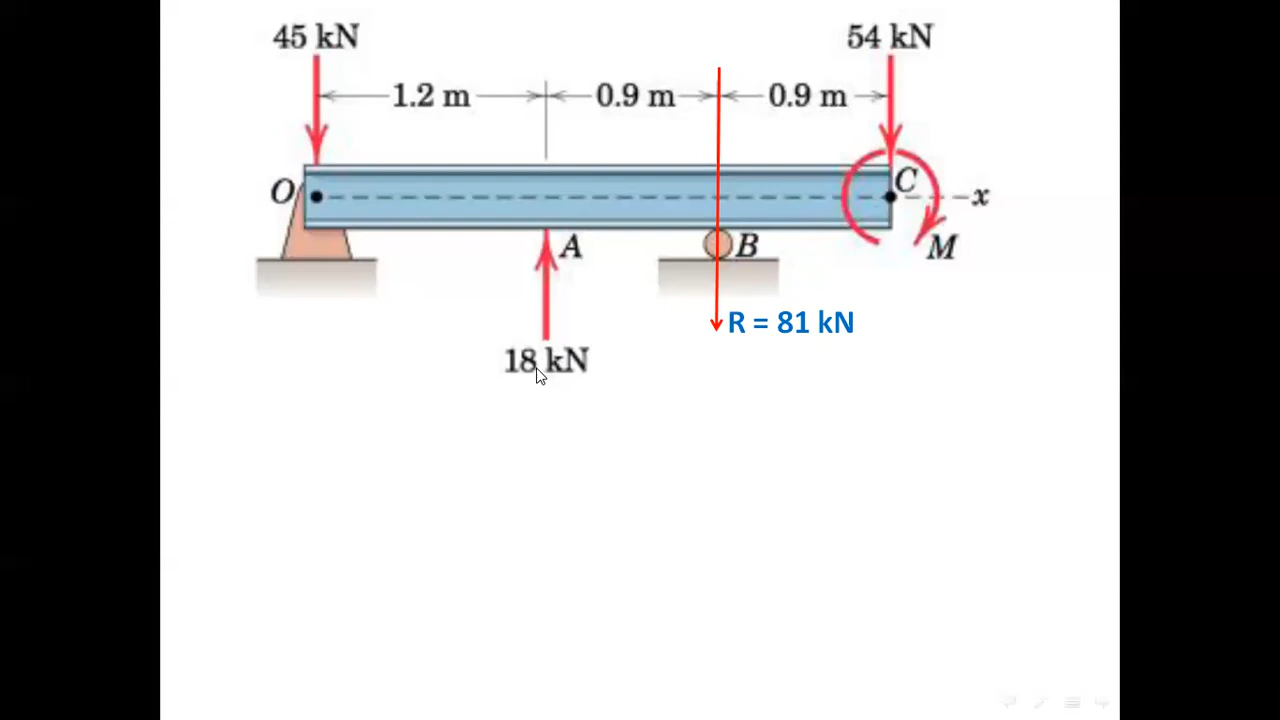 45 kN
54 kN
1.2 m
0.9 m
0.9 m
O
C
x
A
B
M
R = 81 kN
18 kN